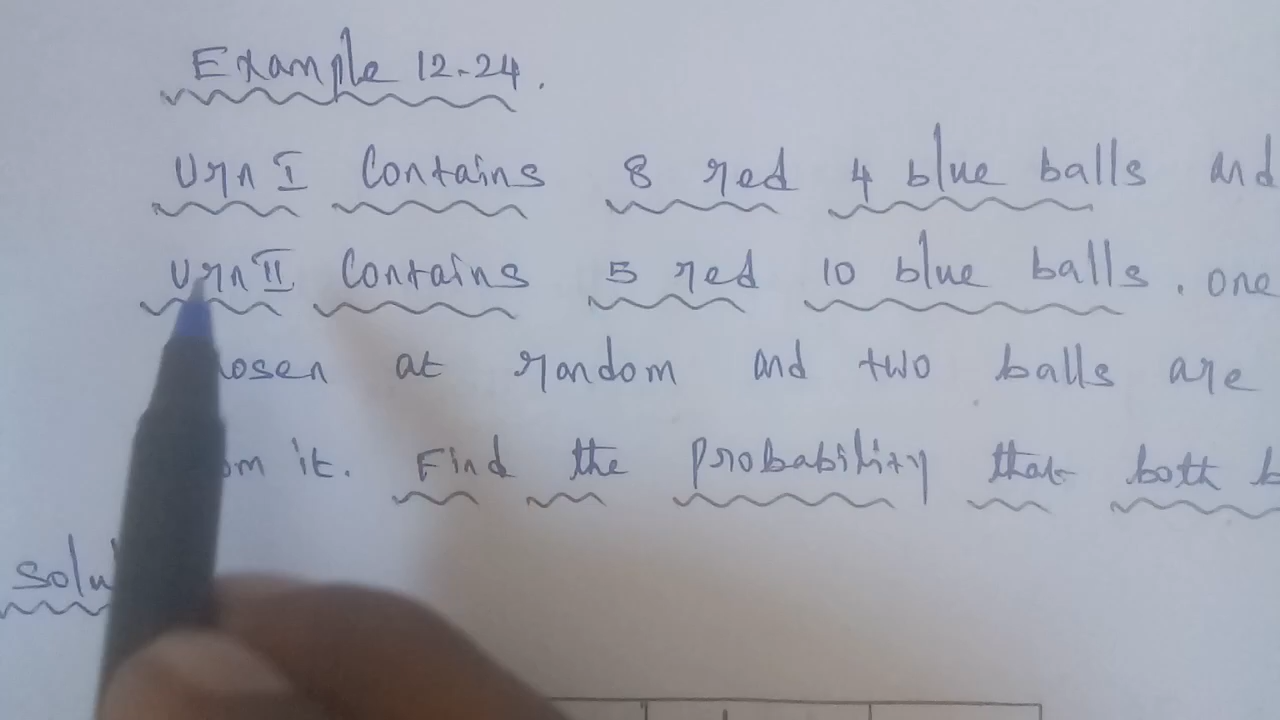 Example 12.24.
Urn I contains 8 red 4 blue balls and
Urn II contains 5 red 10 blue balls. one
at random and two balls are
it. Find the probability that both